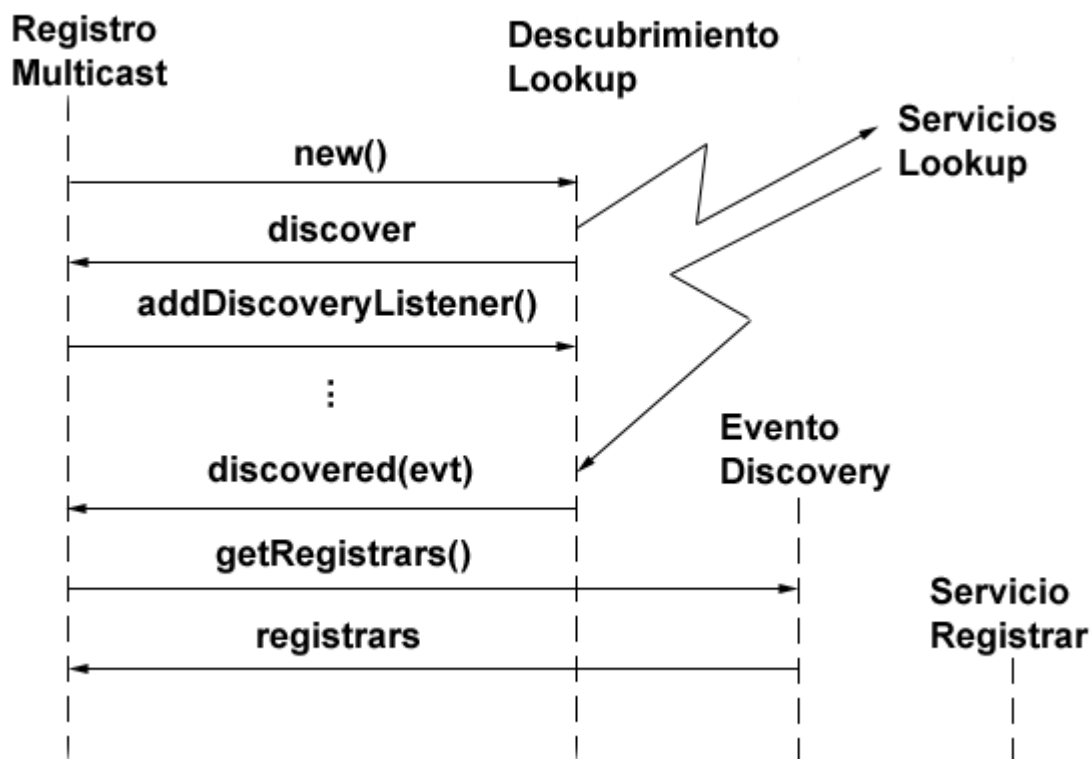 Registro
Multicast
Descubrimiento
Lookup
Servicios
Lookup
new()
discover
addDiscoveryListener()
...
discovered(evt)
Evento
Discovery
getRegistrars()
registrars
Servicio
Registrar